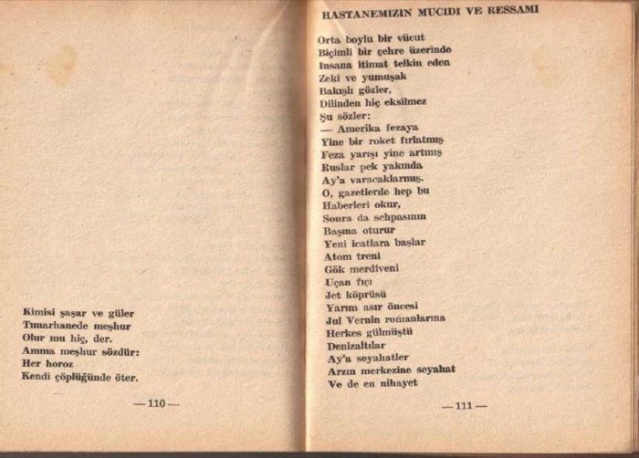 Kimisi şaşar ve güler
Tımarhanede meşhur
Olur mu hiç, der.
Amma meşhur sözdür:
Her horoz
Kendi çöplüğünde öter.
— 110 —
HASTANEMIZIN MUCIDI VE RESSAMI
Orta boylu bir vücut
Biçimli bir çehre üzerinde
Insana itimat telkin eden
Zeki ve yumuşak
Bakışlı gözler,
Dilinden hiç eksilmez
Şu sözler:
— Amerika fezaya
Yine bir roket fırlatmış
Feza yarışı yine artmış
Ruslar pek yakında
Ay'a varacaklarmış.
O, gazetlerde hep bu
Haberleri okur,
Sonra da sehpasının
Başına oturur
Yeni icatlara başlar
Atom treni
Gök merdiveni
Uçan fıçı
Jet köprüsü
Yarım asır öncesi
Jul Vernin romanlarına
Herkes gülmüştü
Denizaltılar
Ay'a seyahatler
Arzın merkezine seyahat
Ve de en nihayet
— 111 —